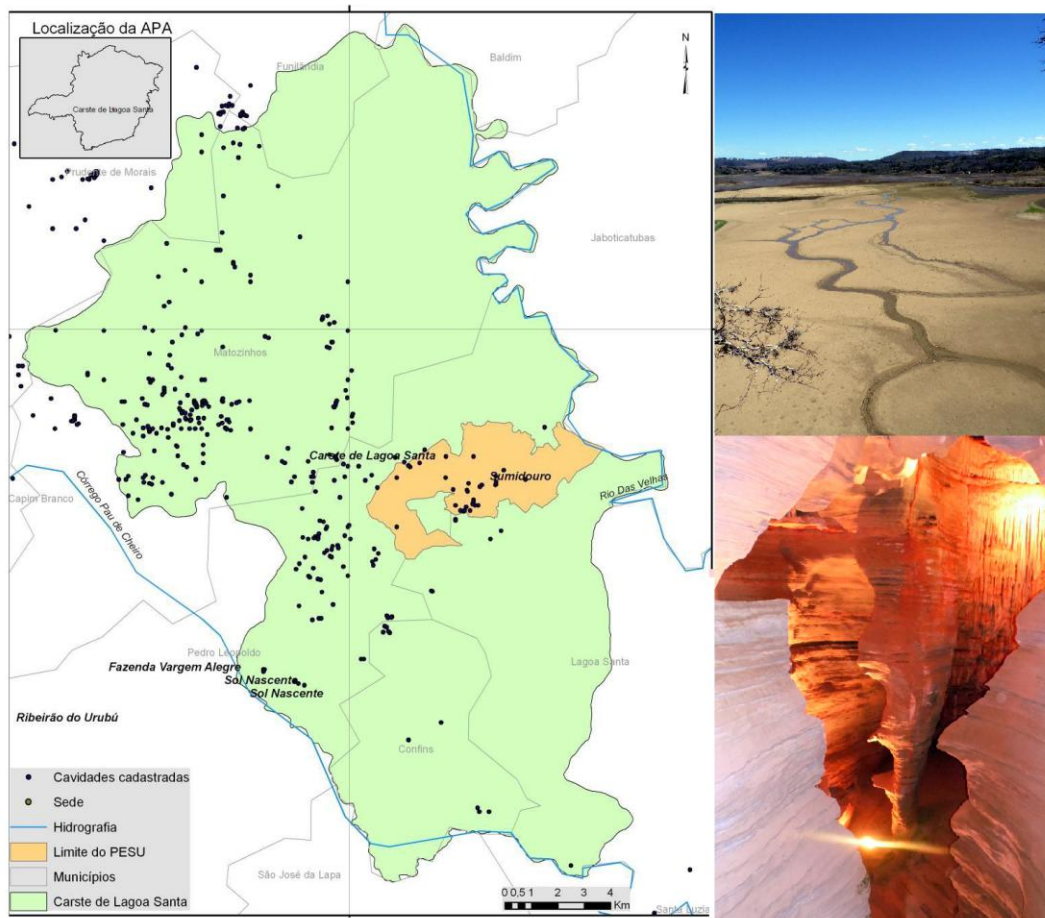 Localização da APA
Carste de Lagoa Santa
Funilândia
Baldim
N
Prudente de Morais
Jaboticatubas
Matozinhos
Carste de Lagoa Santa
Sumidouro
Rio Das Velhas
Capim Branco
Córrego Pau de Cheiro
Pedro Leopoldo
Fazenda Vargem Alegre
Sol Nascente
Sol Nascente
Lagoa Santa
Ribeirão do Urubú
Confins
Cavidades cadastradas
Sede
Hidrografia
Limite do PESU
Municípios
Carste de Lagoa Santa
São José da Lapa
0 0,5 1 2 3 4
Km
Santa Luzia